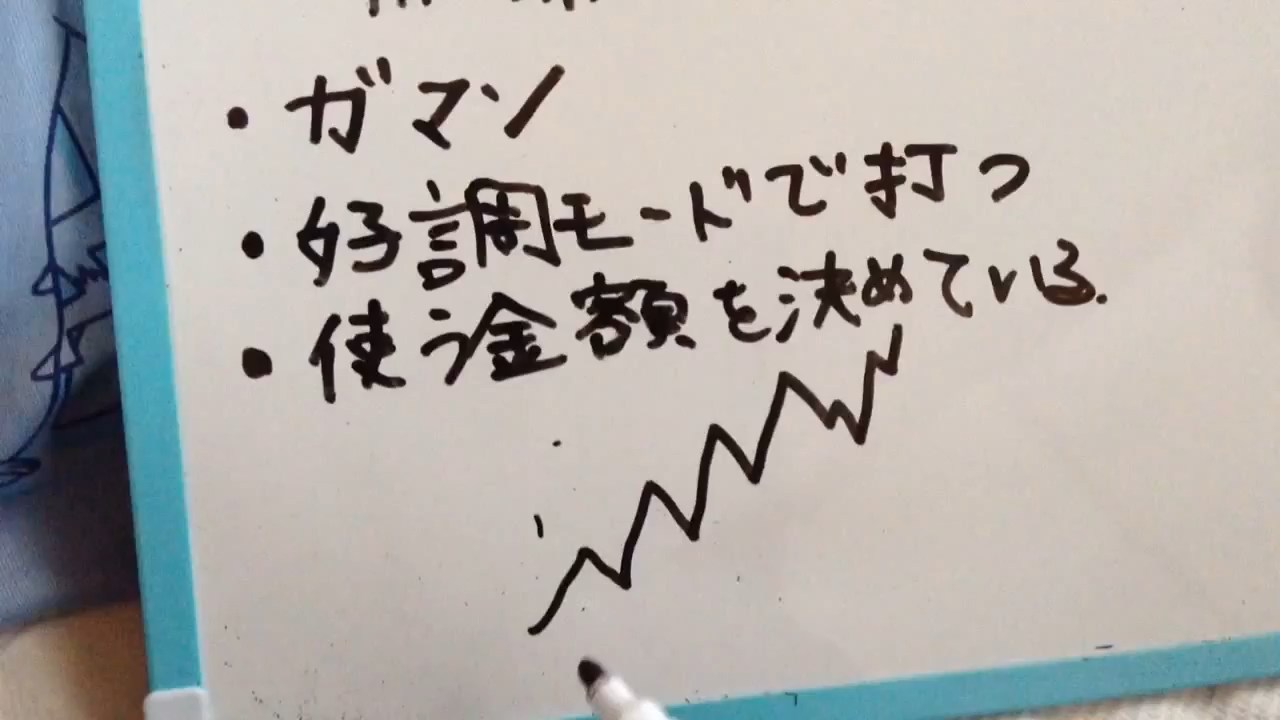 ・ガマン
・好調モードで打つ
・使う金額を決めている.